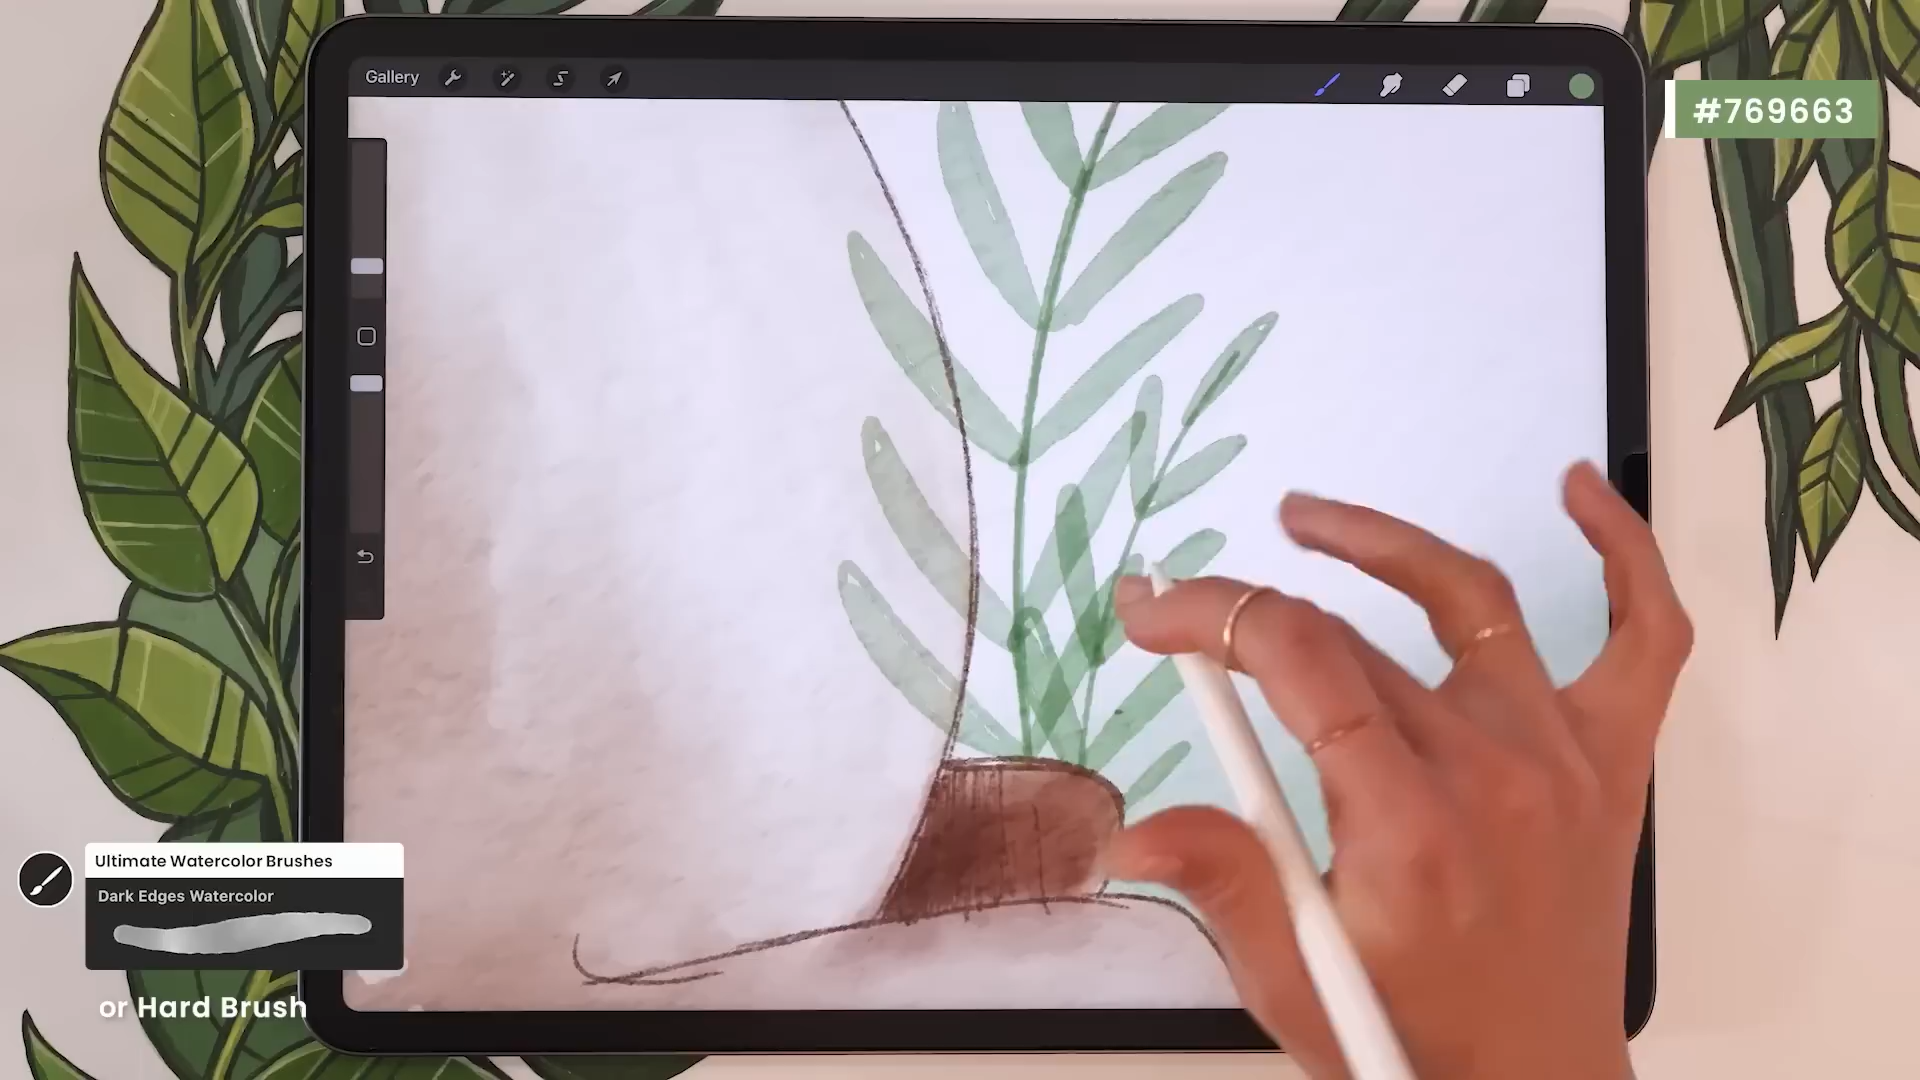 Gallery
#769663
Ultimate Watercolor Brushes
Dark Edges Watercolor
or Hard Brush